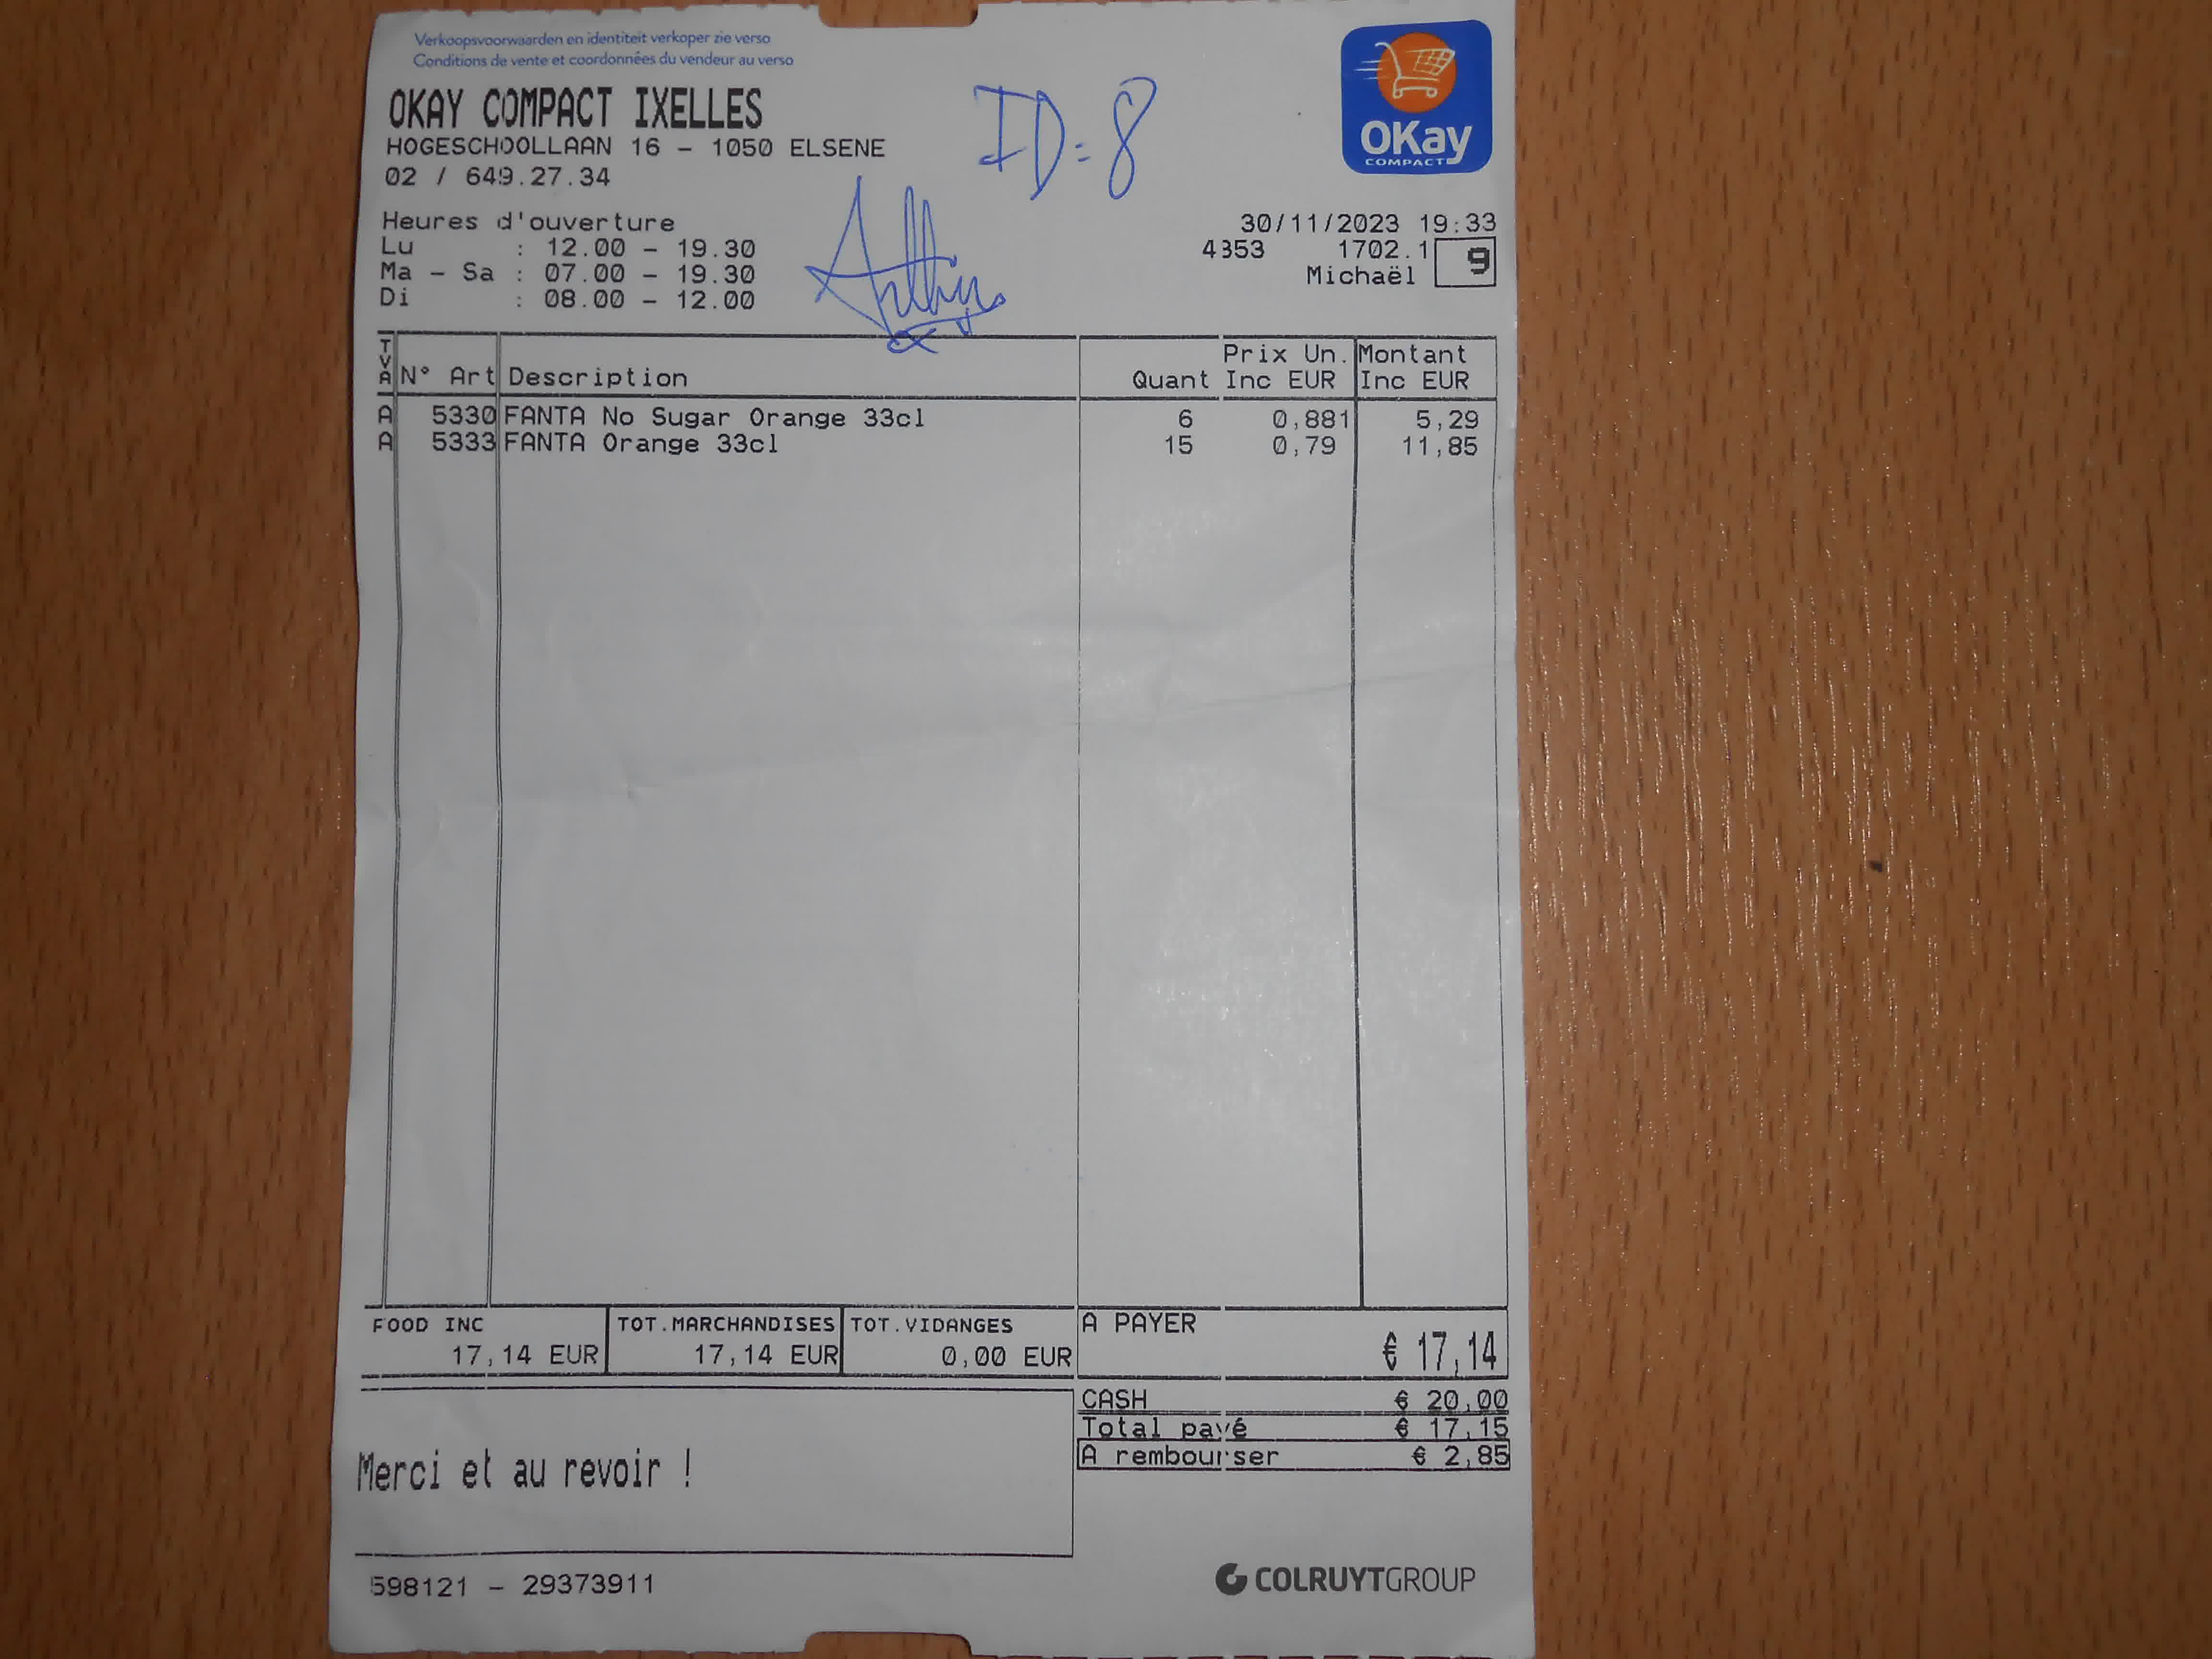 Verkoopsvoorwaarden en identiteit verkoper zie verso
Conditions de vente et coordonnées du vendeur au verso
OKAY COMPACT IXELLES
HOGESCHOOLLAAN 16 - 1050 ELSENE
02 / 649.27.34
ID=8
OKay
COMPACT
Heures d'ouverture
Lu : 12.00 - 19.30
Ma - Sa : 07.00 - 19.30
Di : 08.00 - 12.00
Arthur
30/11/2023 19:33
4353 1702.1 9
Michaël
TVA N° Art Description Quant Prix Un. Inc EUR Montant Inc EUR
A 5330 FANTA No Sugar Orange 33cl 6 0,881 5,29
A 5333 FANTA Orange 33cl 15 0,79 11,85
FOOD INC TOT.MARCHANDISES TOT.VIDANGES A PAYER
17,14 EUR 17,14 EUR 0,00 EUR € 17,14
CASH € 20,00
Total payé € 17,15
A rembourser € 2,85
Merci et au revoir !
598121 - 29373911
COLRUYTGROUP